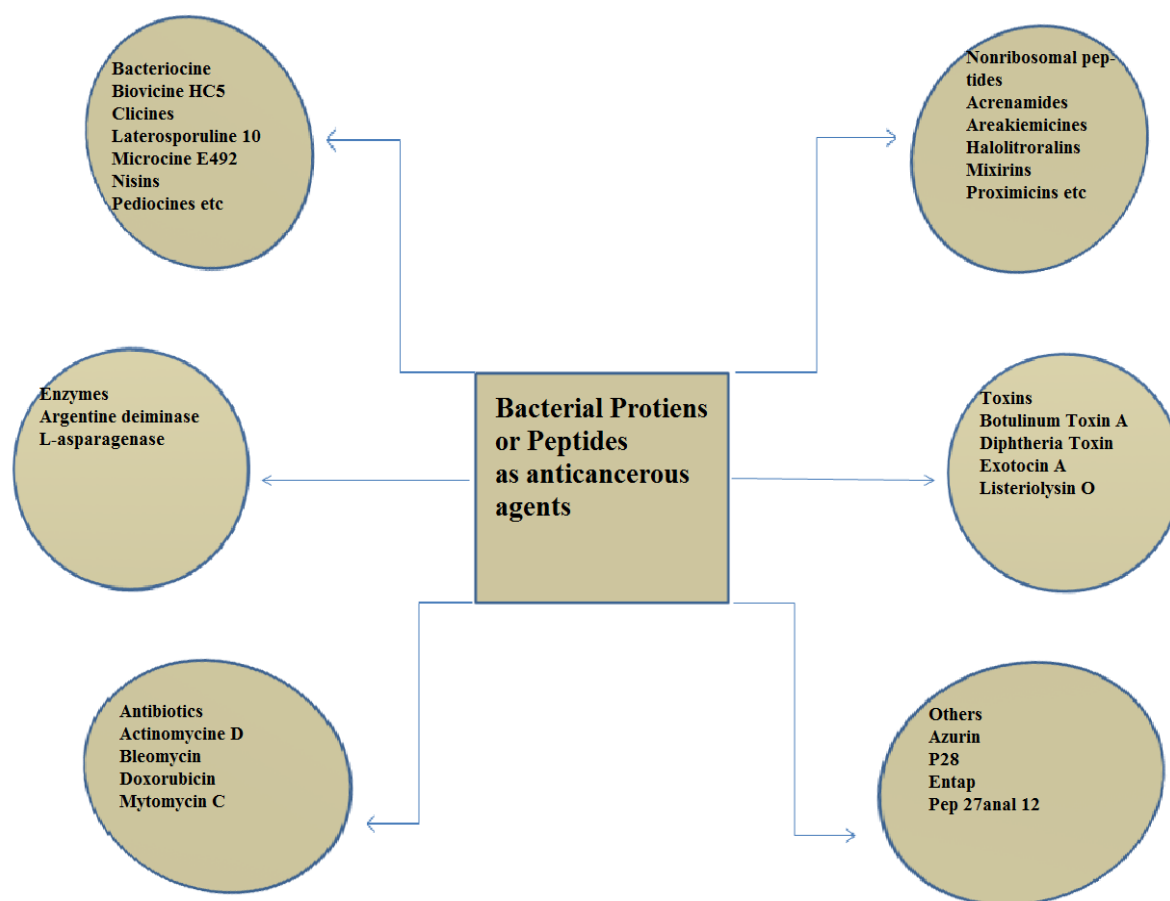 Bacteriocine
Biovicine HC5
Clicines
Laterosporuline 10
Microcine E492
Nisins
Pediocines etc
Nonribosomal pep-
tides
Acrenamides
Areakiemicines
Halolitroralins
Mixirins
Proximicins etc
Enzymes
Argentine deiminase
L-asparagenase
Bacterial Protiens
or Peptides
as anticancerous
agents
Toxins
Botulinum Toxin A
Diphtheria Toxin
Exotocin A
Listeriolysin O
Antibiotics
Actinomycine D
Bleomycin
Doxorubicin
Mytomycin C
Others
Azurin
P28
Entap
Pep 27anal 12